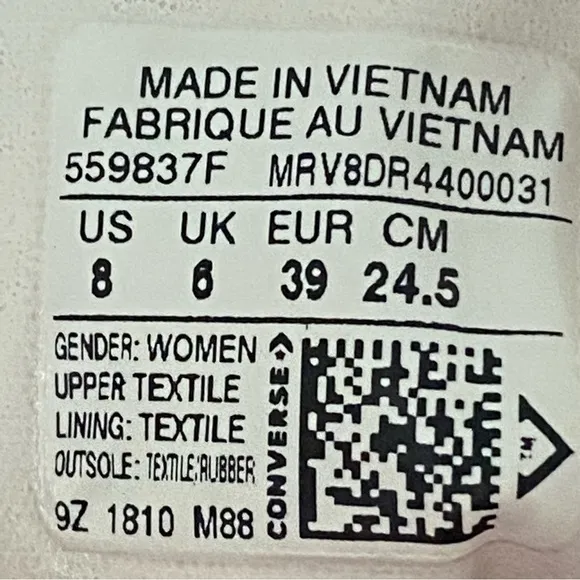 MADE IN VIETNAM
FABRIQUE AU VIETNAM
559837F MRV8DR4400031
US UK EUR CM
8 6 39 24.5
GENDER: WOMEN
UPPER TEXTILE
LINING: TEXTILE
OUTSOLE: TEXTILE/RUBBER
9Z 1810 M88
CONVERSE
TM